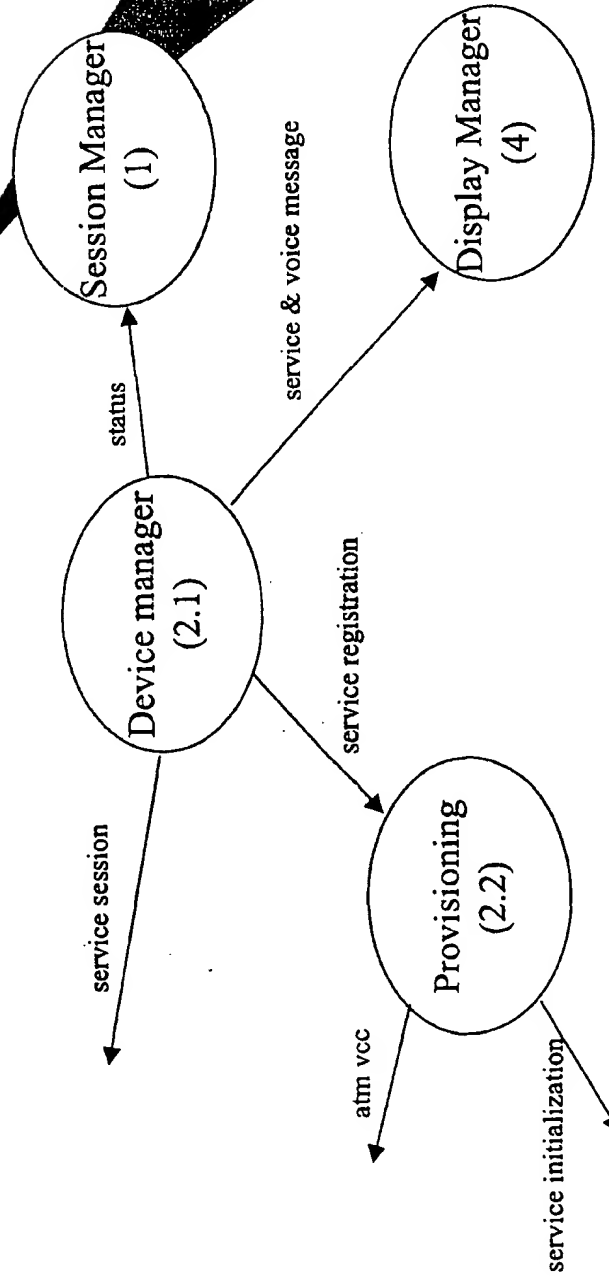 service session
Device manager
(2.1)
status
Session Manager
(1)
service & voice message
service registration
atm vcc
Provisioning
(2.2)
Display Manager
(4)
service initialization